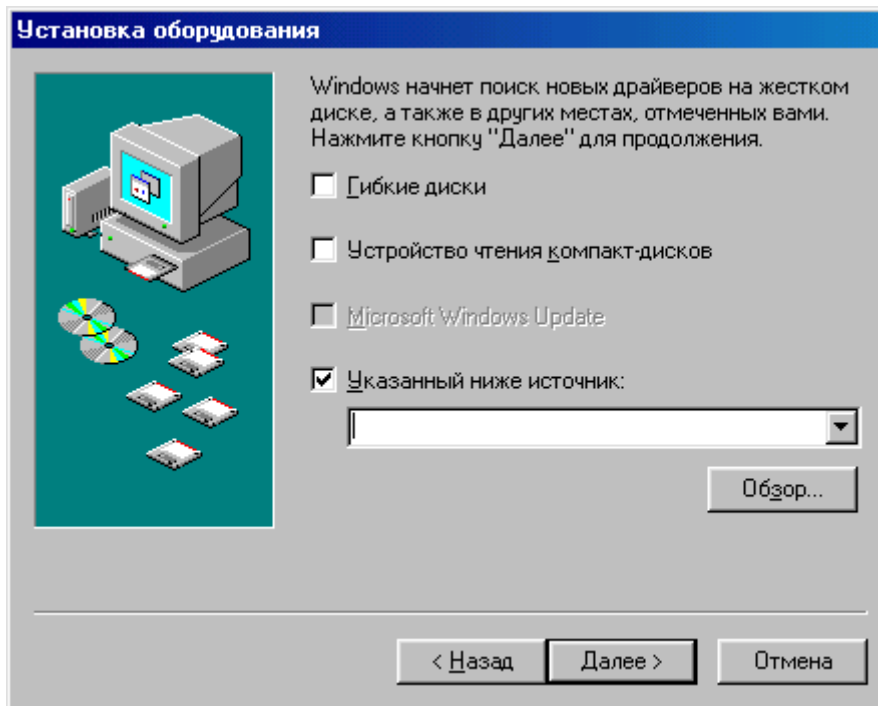 Установка оборудования
Windows начнет поиск новых драйверов на жестком
диске, а также в других местах, отмеченных вами.
Нажмите кнопку "Далее" для продолжения.
Гибкие диски
Устройство чтения компакт-дисков
Microsoft Windows Update
Указанный ниже источник:
Обзор...
< Назад
Далее >
Отмена